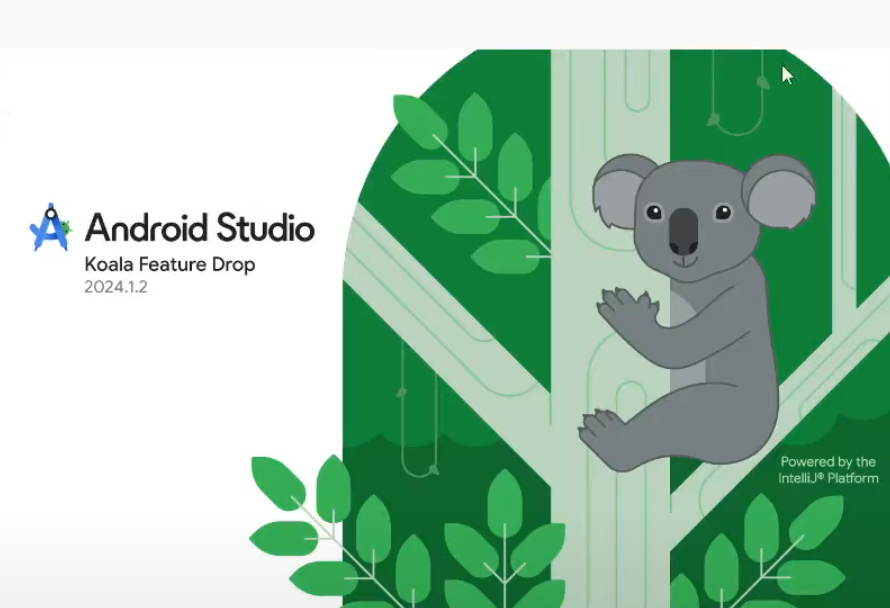 Android Studio
Koala Feature Drop
2024.1.2
Powered by the
IntelliJ® Platform